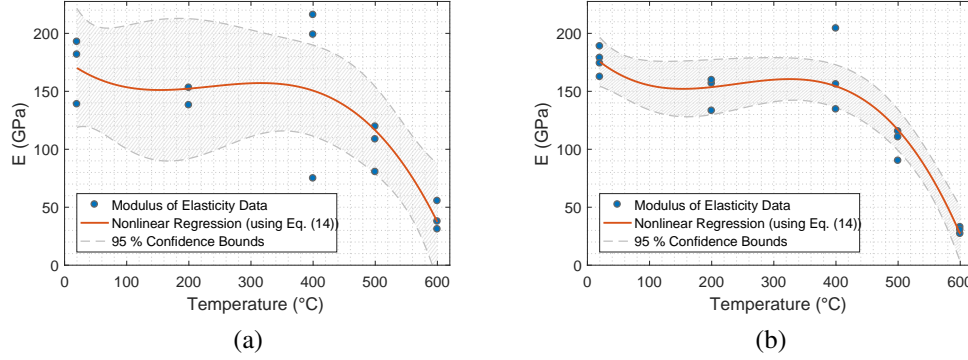 200
150
100
50
0
E (GPa)
Modulus of Elasticity Data
Nonlinear Regression (using Eq. (14))
95 % Confidence Bounds
0 100 200 300 400 500 600
Temperature (°C)
(a)
200
150
100
50
0
E (GPa)
Modulus of Elasticity Data
Nonlinear Regression (using Eq. (14))
95 % Confidence Bounds
0 100 200 300 400 500 600
Temperature (°C)
(b)